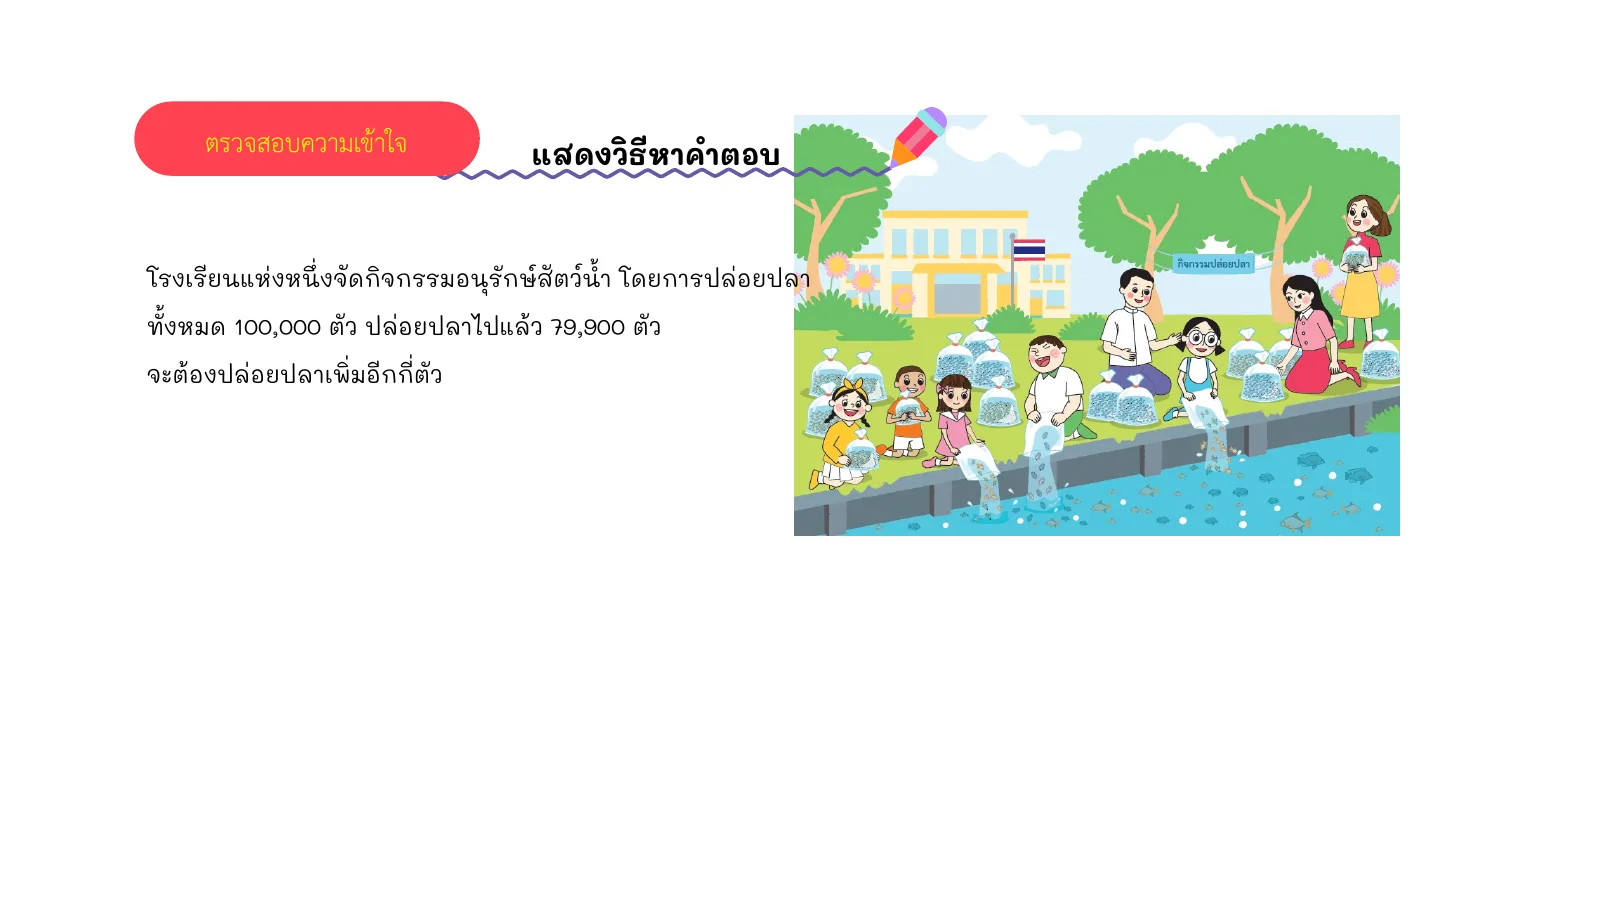 ตรวจสอบความเข้าใจ
แสดงวิธีหาคำตอบ
โรงเรียนแห่งหนึ่งจัดกิจกรรมอนุรักษ์สัตว์น้ำ โดยการปล่อยปลา
ทั้งหมด 100,000 ตัว ปล่อยปลาไปแล้ว 79,900 ตัว
จะต้องปล่อยปลาเพิ่มอีกกี่ตัว
กิจกรรมปล่อยปลา